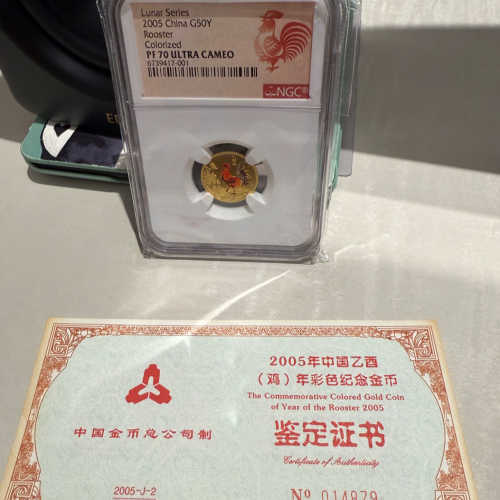 Lunar Series
2005 China G50Y
Rooster
Colorized
PF 70 ULTRA CAMEO
6739417-001
NGC®
ED
2005年中国乙酉
（鸡）年彩色纪念金币
The Commemorative Colored Gold Coin
of Year of the Rooster 2005
鉴定证书
Certificate of Authenticity
中国金币总公司制
2005-J-2
№ 014879